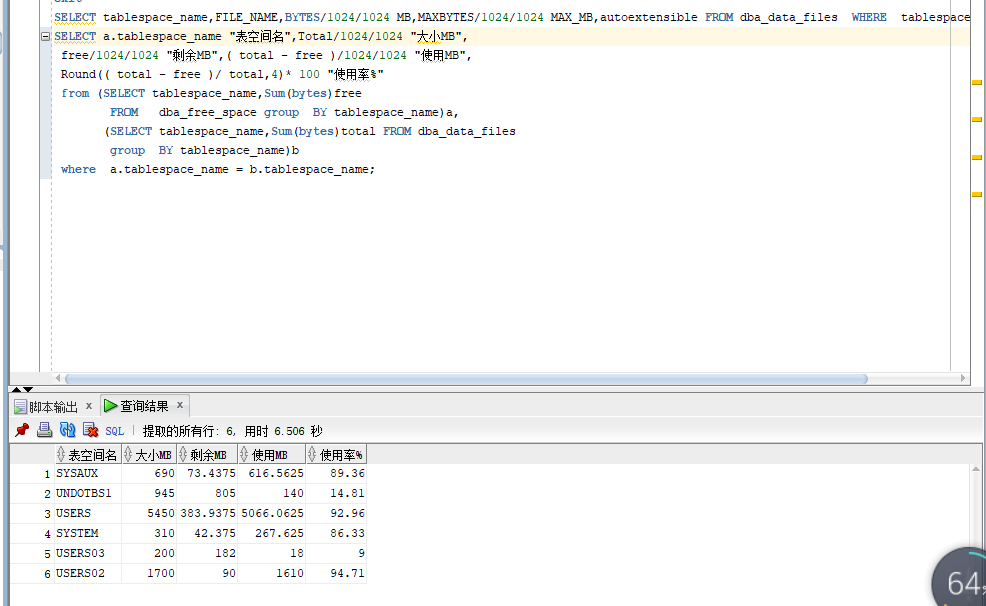 SELECT tablespace_name,FILE_NAME,BYTES/1024/1024 MB,MAXBYTES/1024/1024 MAX_MB,autoextensible FROM dba_data_files WHERE tablespace
SELECT a.tablespace_name "表空间名",Total/1024/1024 "大小MB",
free/1024/1024 "剩余MB",( total - free )/1024/1024 "使用MB",
Round(( total - free )/ total,4)* 100 "使用率%"
from (SELECT tablespace_name,Sum(bytes)free
FROM dba_free_space group BY tablespace_name)a,
(SELECT tablespace_name,Sum(bytes)total FROM dba_data_files
group BY tablespace_name)b
where a.tablespace_name = b.tablespace_name;
脚本输出 x 查询结果 x
SQL | 提取的所有行: 6, 用时 6.506 秒
表空间名 大小MB 剩余MB 使用MB 使用率%
1 SYSAUX 690 73.4375 616.5625 89.36
2 UNDOTBS1 945 805 140 14.81
3 USERS 5450 383.9375 5066.0625 92.96
4 SYSTEM 310 42.375 267.625 86.33
5 USERS03 200 182 18 9
6 USERS02 1700 90 1610 94.71
64